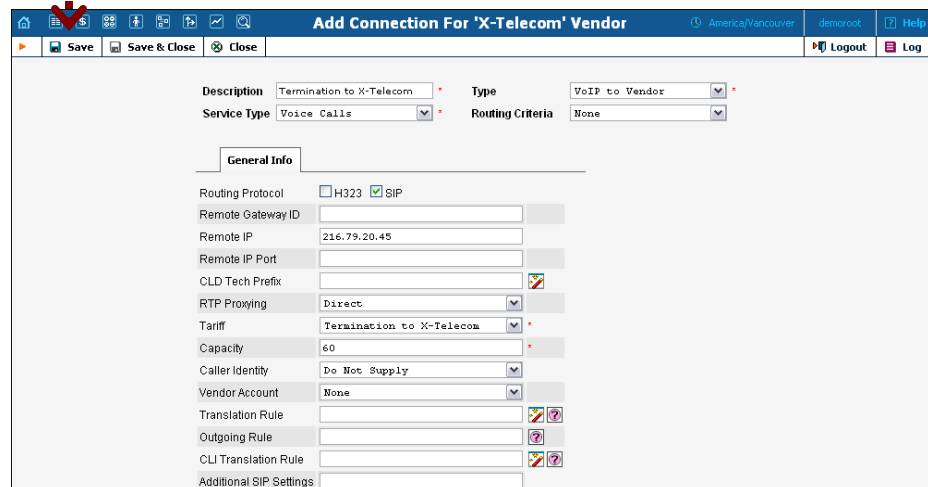 Add Connection For 'X-Telecom' Vendor America/Vancouver demoroot ? Help
Save Save & Close Close Logout Log
Description Termination to X-Telecom * Type VoIP to Vendor *
Service Type Voice Calls * Routing Criteria None
General Info
Routing Protocol H323 SIP
Remote Gateway ID
Remote IP 216.79.20.45
Remote IP Port
CLD Tech Prefix
RTP Proxying Direct
Tariff Termination to X-Telecom *
Capacity 60 *
Caller Identity Do Not Supply
Vendor Account None
Translation Rule ?
Outgoing Rule ?
CLI Translation Rule ?
Additional SIP Settings